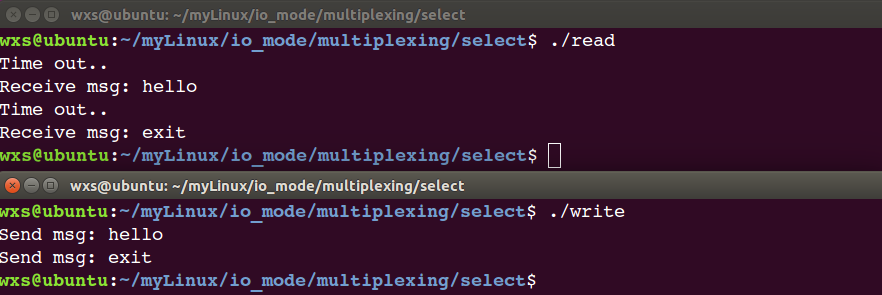 wxs@ubuntu: ~/myLinux/io_mode/multiplexing/select
wxs@ubuntu:~/myLinux/io_mode/multiplexing/select$ ./read
Time out..
Receive msg: hello
Time out..
Receive msg: exit
wxs@ubuntu:~/myLinux/io_mode/multiplexing/select$
wxs@ubuntu: ~/myLinux/io_mode/multiplexing/select
wxs@ubuntu:~/myLinux/io_mode/multiplexing/select$ ./write
Send msg: hello
Send msg: exit
wxs@ubuntu:~/myLinux/io_mode/multiplexing/select$